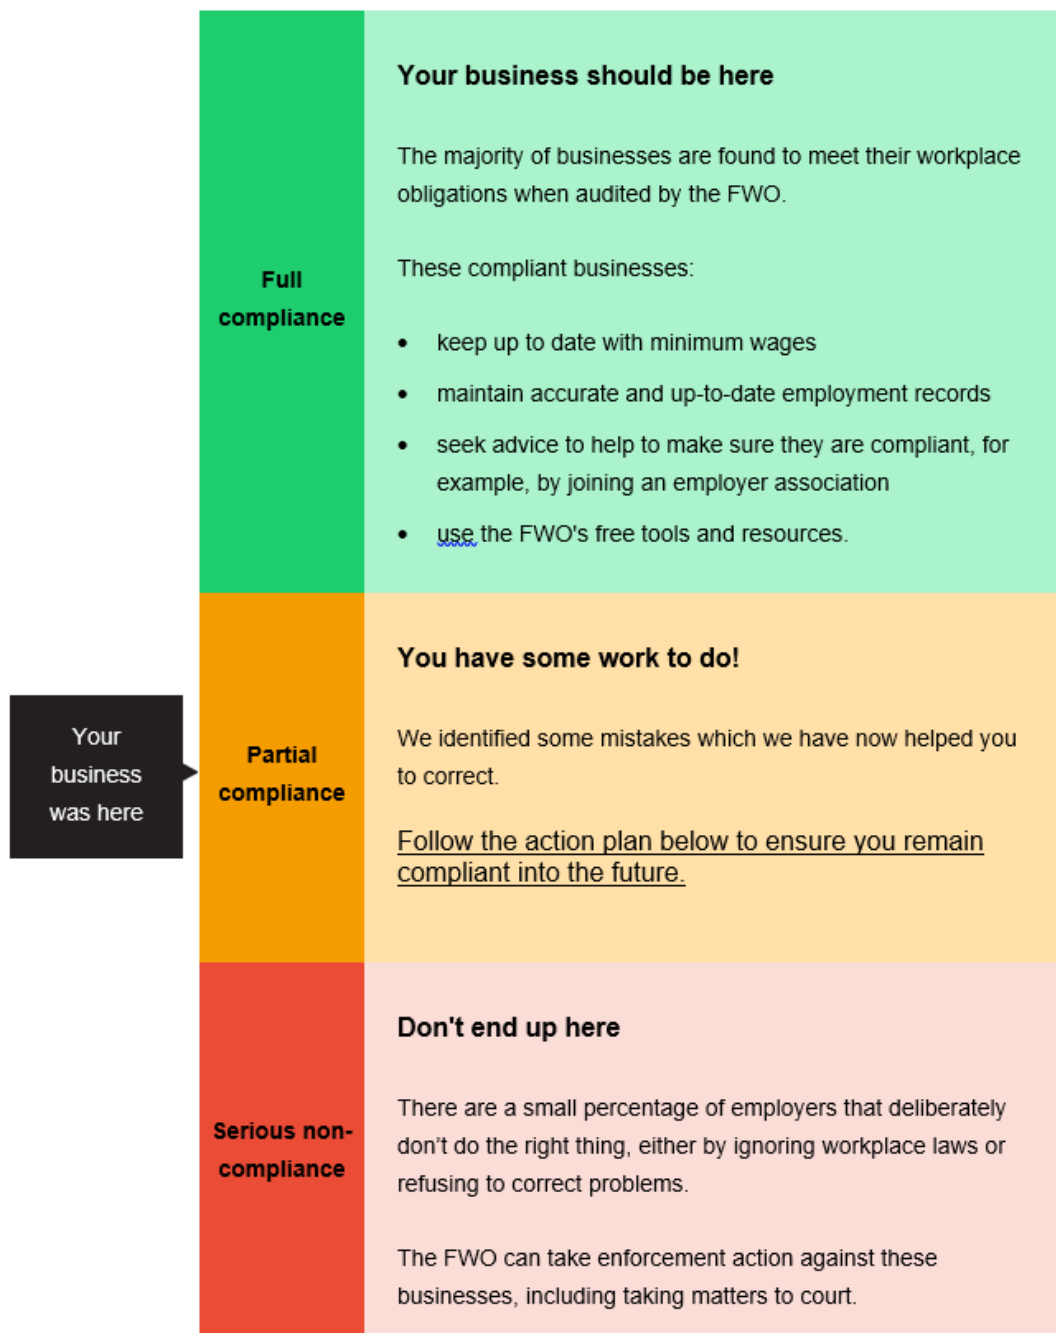 Your business should be here
The majority of businesses are found to meet their workplace
obligations when audited by the FWO.
These compliant businesses:
Full
compliance
• keep up to date with minimum wages
• maintain accurate and up-to-date employment records
• seek advice to help to make sure they are compliant, for
example, by joining an employer association
• use the FWO's free tools and resources.
You have some work to do!
Your
business
was here
Partial
compliance
We identified some mistakes which we have now helped you
to correct.
Follow the action plan below to ensure you remain
compliant into the future.
Don't end up here
Serious non-
compliance
There are a small percentage of employers that deliberately
don’t do the right thing, either by ignoring workplace laws or
refusing to correct problems.
The FWO can take enforcement action against these
businesses, including taking matters to court.